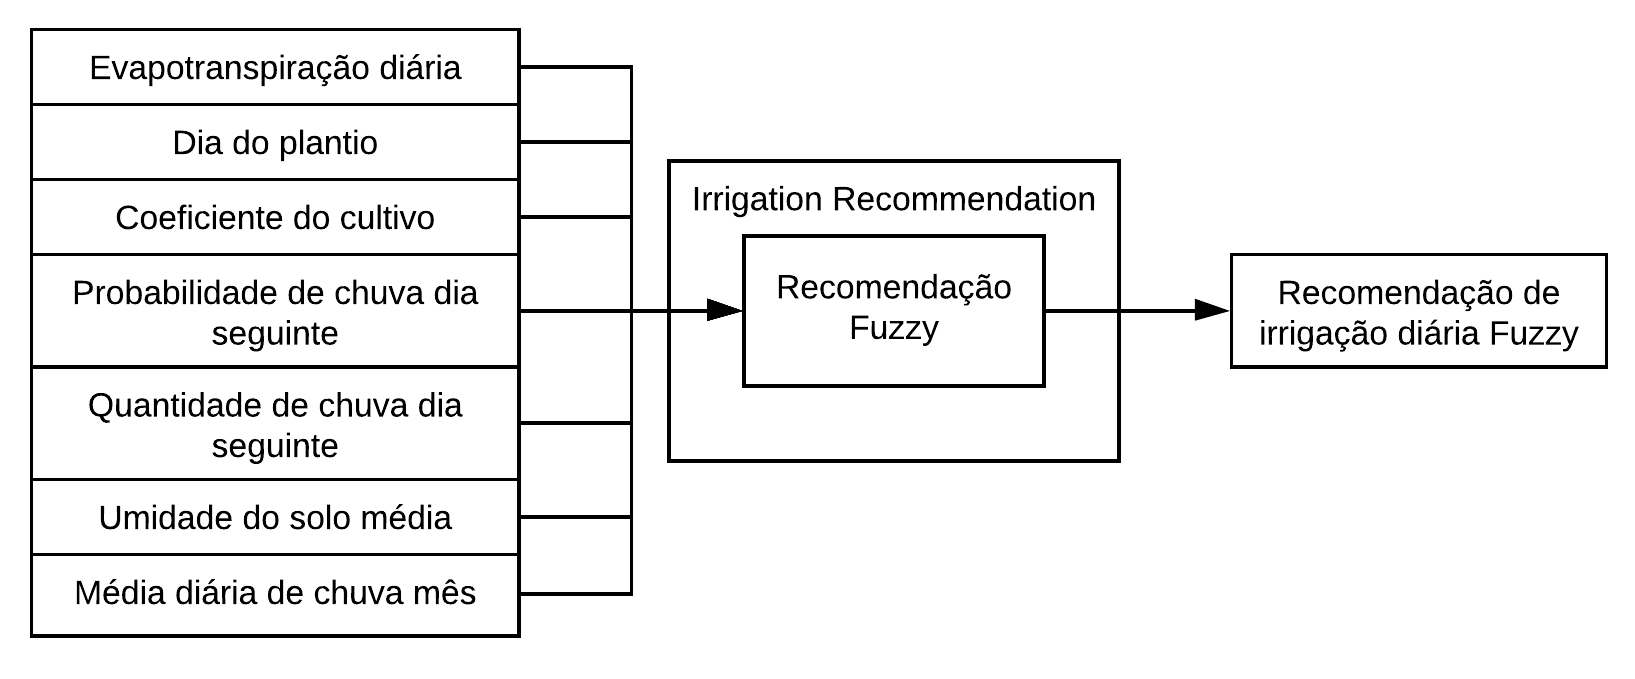 Evapotranspiração diária
Dia do plantio
Coeficiente do cultivo
Probabilidade de chuva dia
seguinte
Quantidade de chuva dia
seguinte
Umidade do solo média
Média diária de chuva mês
Irrigation Recommendation
Recomendação
Fuzzy
Recomendação de
irrigação diária Fuzzy